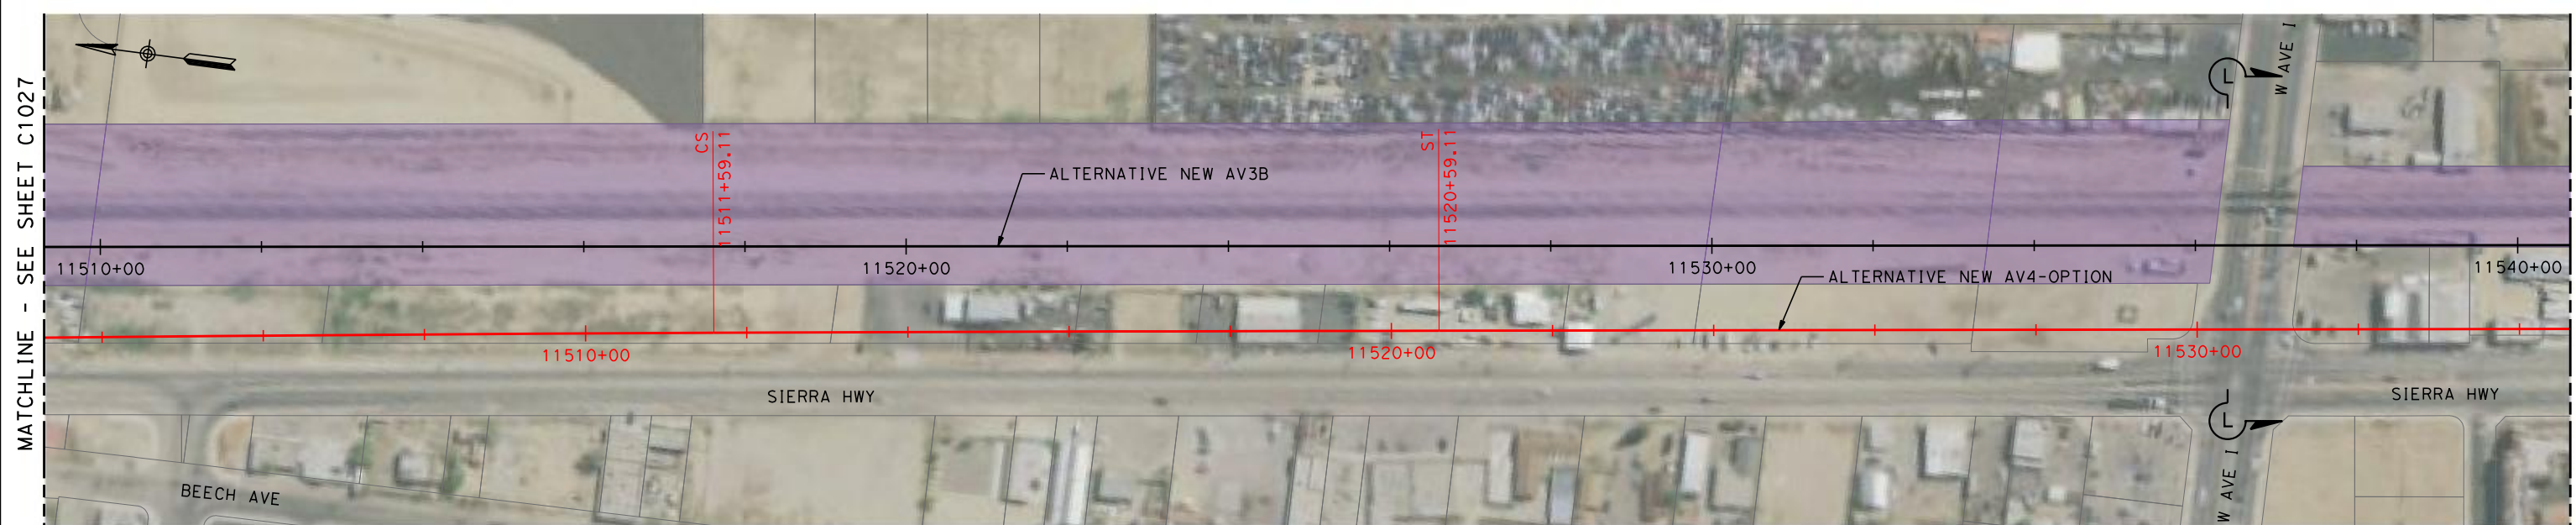 MATCHLINE - SEE SHEET C1027
W AVE I
L
CS
11511+59.11
ST
11520+59.11
ALTERNATIVE NEW AV3B
11510+00
11520+00
11530+00
11540+00
ALTERNATIVE NEW AV4-OPTION
11510+00
11520+00
11530+00
SIERRA HWY
SIERRA HWY
L
BEECH AVE
W AVE I